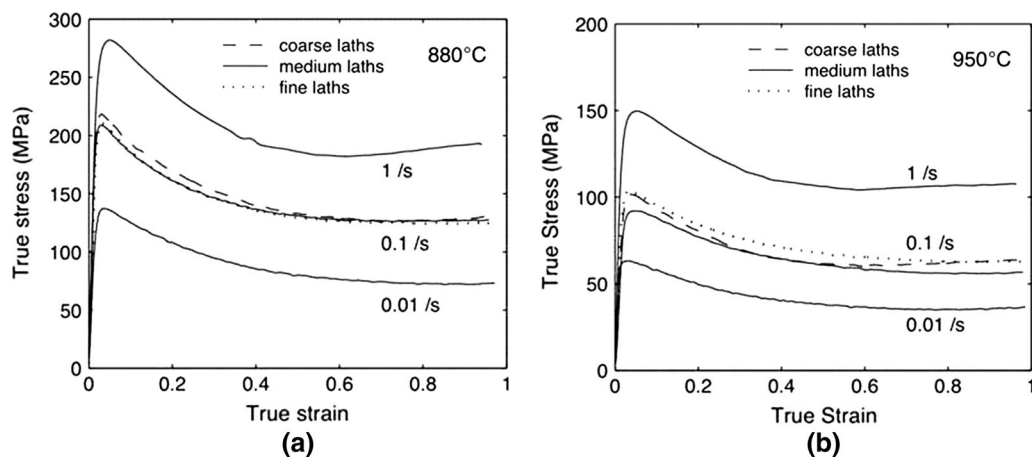 300
250
200
150
100
50
0
True stress (MPa)
coarse laths
medium laths
fine laths
880°C
1 /s
0.1 /s
0.01 /s
0 0.2 0.4 0.6 0.8 1
True strain
(a)
200
150
100
50
0
True Stress (MPa)
coarse laths
medium laths
fine laths
950°C
1 /s
0.1 /s
0.01 /s
0 0.2 0.4 0.6 0.8 1
True Strain
(b)